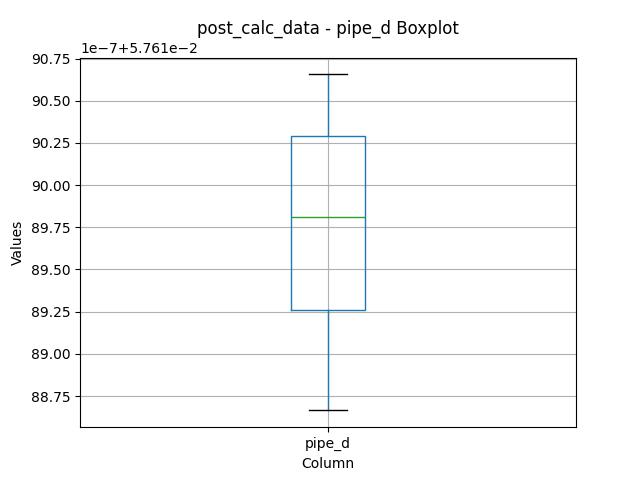 post_calc_data - pipe_d Boxplot
1e−7+5.761e−2
90.75
90.50
90.25
90.00
89.75
89.50
89.25
89.00
88.75
Values
pipe_d
Column